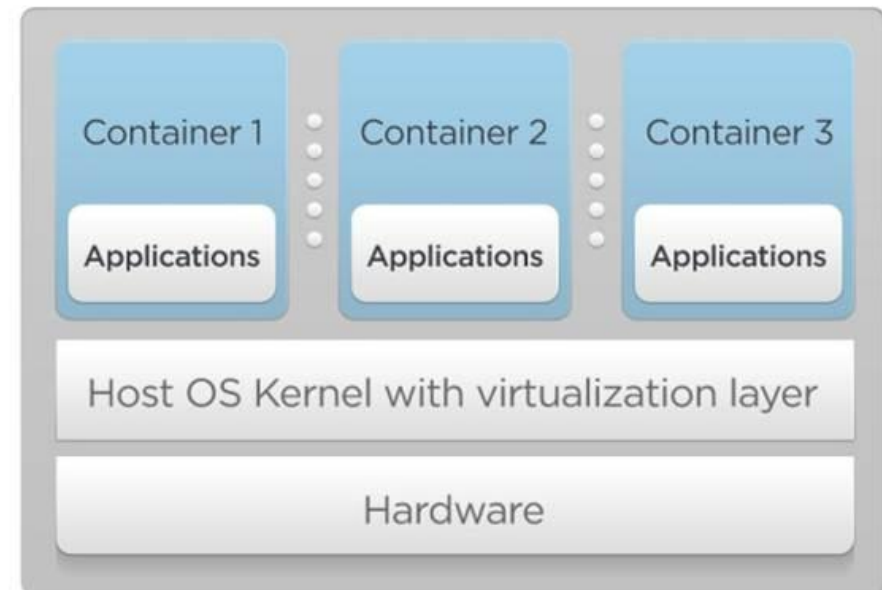 Container 1
Container 2
Container 3
Applications
Applications
Applications
Host OS Kernel with virtualization layer
Hardware